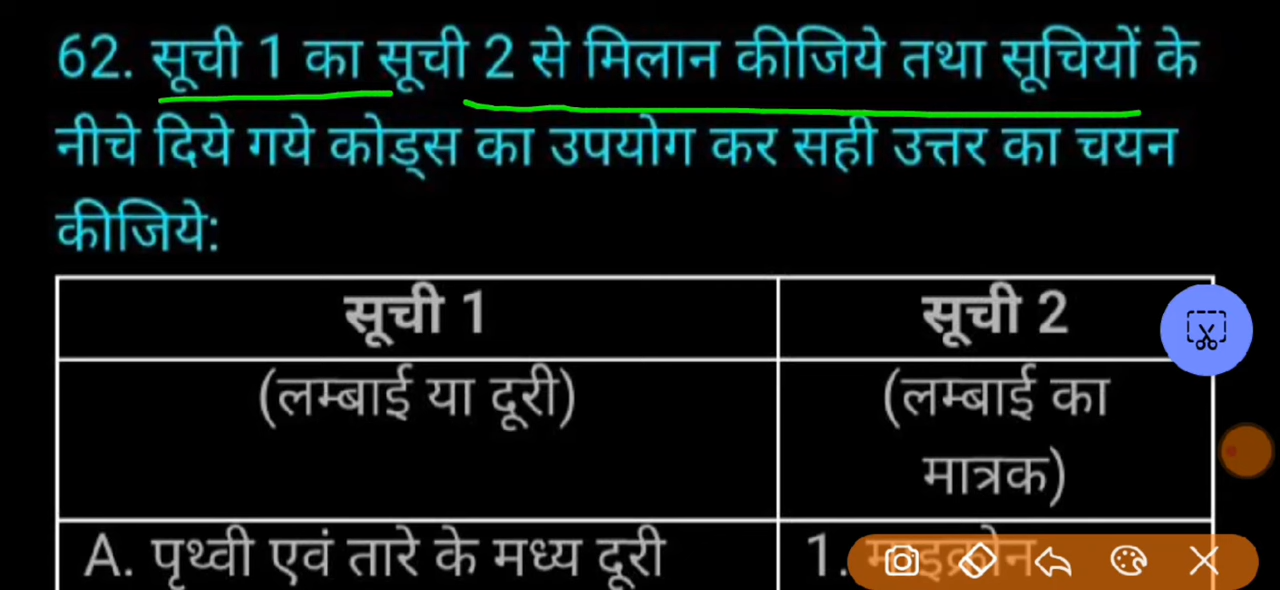 62. सूची 1 का सूची 2 से मिलान कीजिये तथा सूचियों के
नीचे दिये गये कोड्स का उपयोग कर सही उत्तर का चयन
कीजिये:
सूची 1 सूची 2
(लम्बाई या दूरी) (लम्बाई का
मात्रक)
A. पृथ्वी एवं तारे के मध्य दूरी 1. माइक्रोन